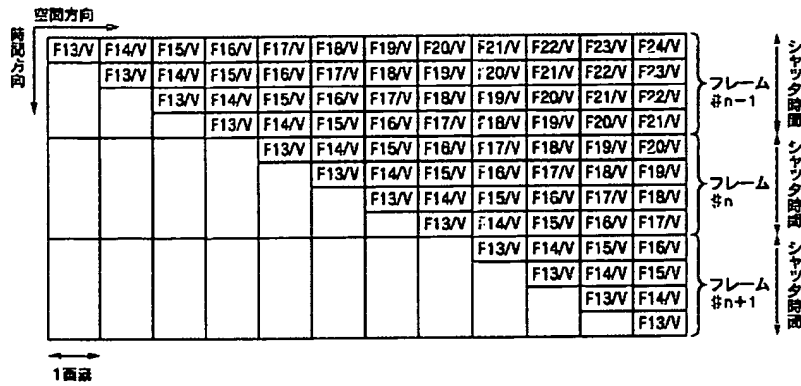 空間方向
時間方向
F13/V F14/V F15/V F16/V F17/V F18/V F19/V F20/V F21/V F22/V F23/V F24/V
F13/V F14/V F15/V F16/V F17/V F18/V F19/V F20/V F21/V F22/V F23/V
F13/V F14/V F15/V F16/V F17/V F18/V F19/V F20/V F21/V F22/V
F13/V F14/V F15/V F16/V F17/V F18/V F19/V F20/V F21/V
フレーム
#n-1
シャッタ時間
F13/V F14/V F15/V F16/V F17/V F18/V F19/V F20/V
F13/V F14/V F15/V F16/V F17/V F18/V F19/V
F13/V F14/V F15/V F16/V F17/V F18/V
F13/V F14/V F15/V F16/V F17/V
フレーム
#n
シャッタ時間
F13/V F14/V F15/V F16/V
F13/V F14/V F15/V
F13/V F14/V
F13/V
フレーム
#n+1
シャッタ時間
1画素